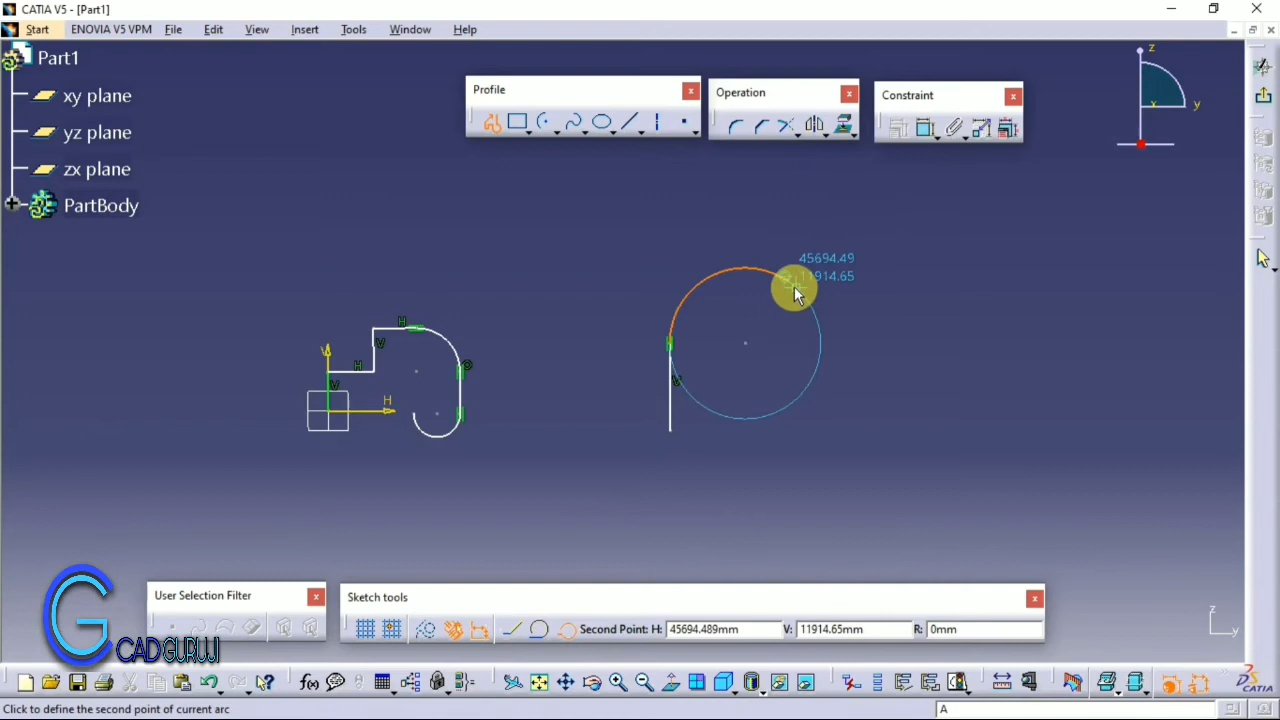 CATIA V5 - [Part1]
Start ENOVIA V5 VPM File Edit View Insert Tools Window Help
Part1
xy plane
yz plane
zx plane
PartBody
Profile
Operation
Constraint
z
x
y
45694.49
11914.65
H
V
H
V
V
H
V
User Selection Filter
Sketch tools
Second Point: H: 45694.489mm V: 11914.65mm R: 0mm
z
y
G CADGURUJI
f(x)
CATIA
Click to define the second point of current arc
A